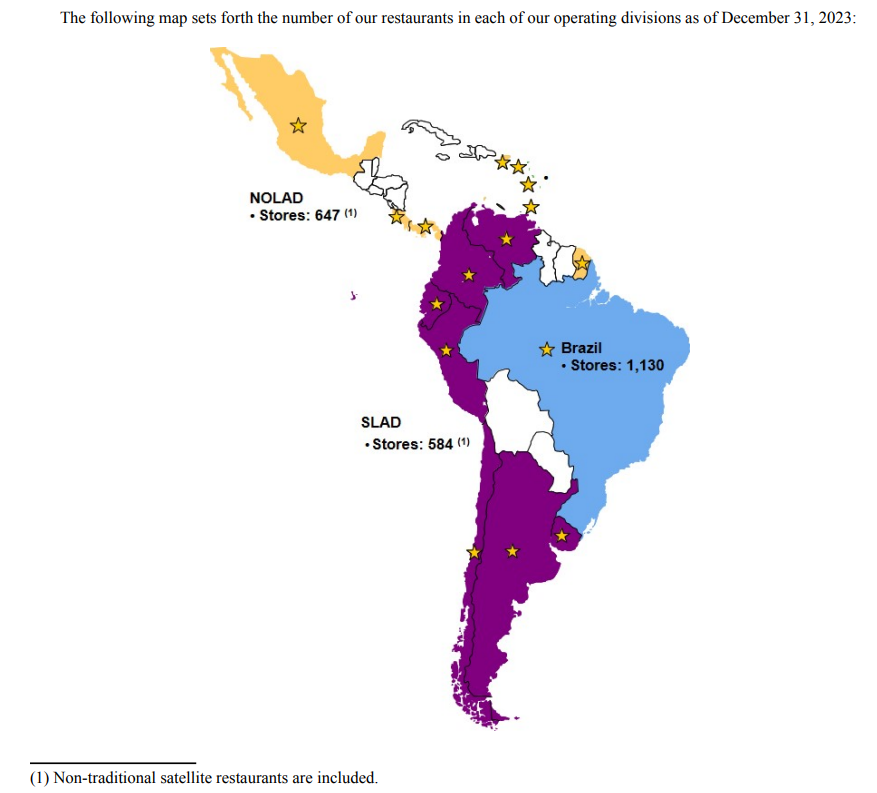 The following map sets forth the number of our restaurants in each of our operating divisions as of December 31, 2023:
NOLAD
• Stores: 647 (1)
Brazil
• Stores: 1,130
SLAD
• Stores: 584 (1)
(1) Non-traditional satellite restaurants are included.